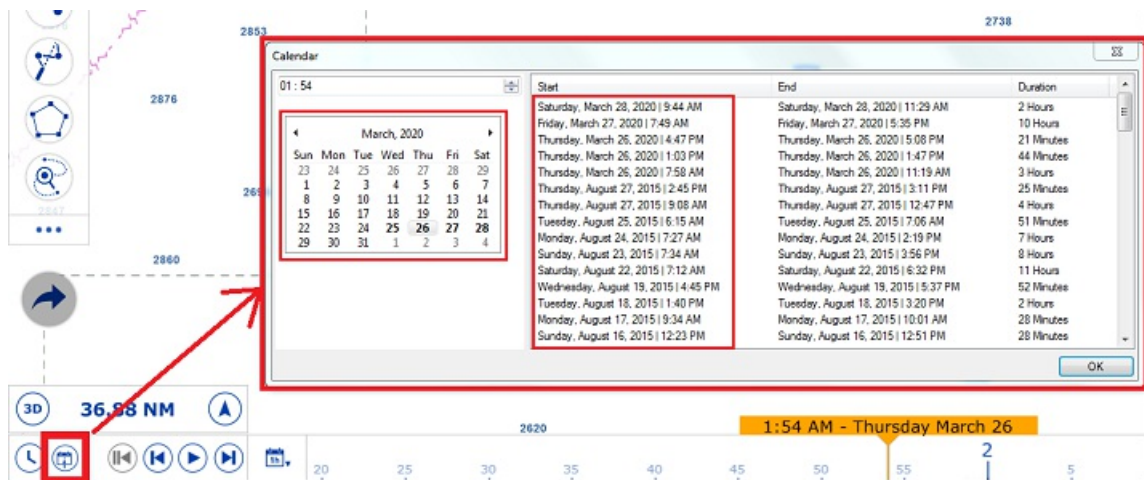 2738
2853
Calendar
01 : 54
Start End Duration
Saturday, March 28, 2020 | 9:44 AM Saturday, March 28, 2020 | 11:29 AM 2 Hours
Friday, March 27, 2020 | 7:49 AM Friday, March 27, 2020 | 5:35 PM 10 Hours
Thursday, March 26, 2020 | 4:47 PM Thursday, March 26, 2020 | 5:08 PM 21 Minutes
Thursday, March 26, 2020 | 1:03 PM Thursday, March 26, 2020 | 1:47 PM 44 Minutes
Thursday, March 26, 2020 | 7:58 AM Thursday, March 26, 2020 | 11:19 AM 3 Hours
Thursday, August 27, 2015 | 2:45 PM Thursday, August 27, 2015 | 3:11 PM 25 Minutes
Thursday, August 27, 2015 | 9:08 AM Thursday, August 27, 2015 | 12:47 PM 4 Hours
Tuesday, August 25, 2015 | 6:15 AM Tuesday, August 25, 2015 | 7:06 AM 51 Minutes
Monday, August 24, 2015 | 7:27 AM Monday, August 24, 2015 | 2:19 PM 7 Hours
Sunday, August 23, 2015 | 7:34 AM Sunday, August 23, 2015 | 3:56 PM 8 Hours
Saturday, August 22, 2015 | 7:12 AM Saturday, August 22, 2015 | 6:32 PM 11 Hours
Wednesday, August 19, 2015 | 4:45 PM Wednesday, August 19, 2015 | 5:37 PM 52 Minutes
Tuesday, August 18, 2015 | 1:40 PM Tuesday, August 18, 2015 | 3:20 PM 2 Hours
Monday, August 17, 2015 | 9:34 AM Monday, August 17, 2015 | 10:01 AM 28 Minutes
Sunday, August 16, 2015 | 12:23 PM Sunday, August 16, 2015 | 12:51 PM 28 Minutes
March, 2020
Sun Mon Tue Wed Thu Fri Sat
23 24 25 26 27 28 29
1 2 3 4 5 6 7
8 9 10 11 12 13 14
15 16 17 18 19 20 21
22 23 24 25 26 27 28
29 30 31 1 2 3 4
OK
2876
2847
2860
3D 36.88 NM
2620
1:54 AM - Thursday March 26
1h
20 25 30 35 40 45 50 55 2 5